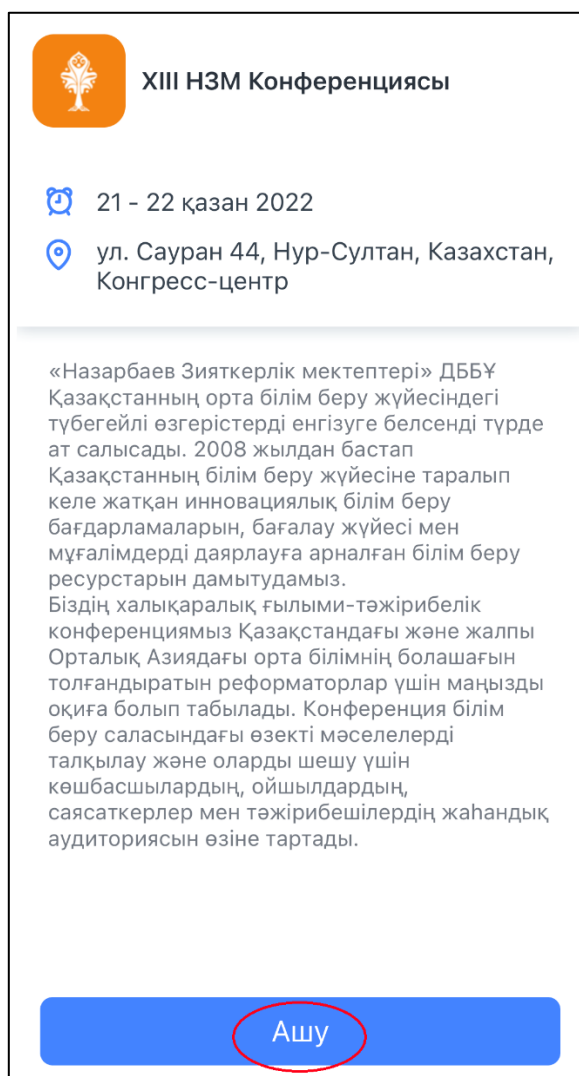 XIII НЗМ Конференциясы
21 - 22 қазан 2022
ул. Сауран 44, Нур-Султан, Казахстан,
Конгресс-центр
«Назарбаев Зияткерлік мектептері» ДББҰ
Қазақстанның орта білім беру жүйесіндегі
түбегейлі өзгерістерді енгізуге белсенді түрде
ат салысады. 2008 жылдан бастап
Қазақстанның білім беру жүйесіне таралып
келе жатқан инновациялық білім беру
бағдарламаларын, бағалау жүйесі мен
мұғалімдерді даярлауға арналған білім беру
ресурстарын дамытудамыз.
Біздің халықаралық ғылыми-тәжірибелік
конференциямыз Қазақстандағы және жалпы
Орталық Азиядағы орта білімнің болашағын
толғандыратын реформаторлар үшін маңызды
оқиға болып табылады. Конференция білім
беру саласындағы өзекті мәселелерді
талқылау және оларды шешу үшін
көшбасшылардың, ойшылдардың,
саясаткерлер мен тәжірибешілердің жаһандық
аудиториясын өзіне тартады.
Ашу